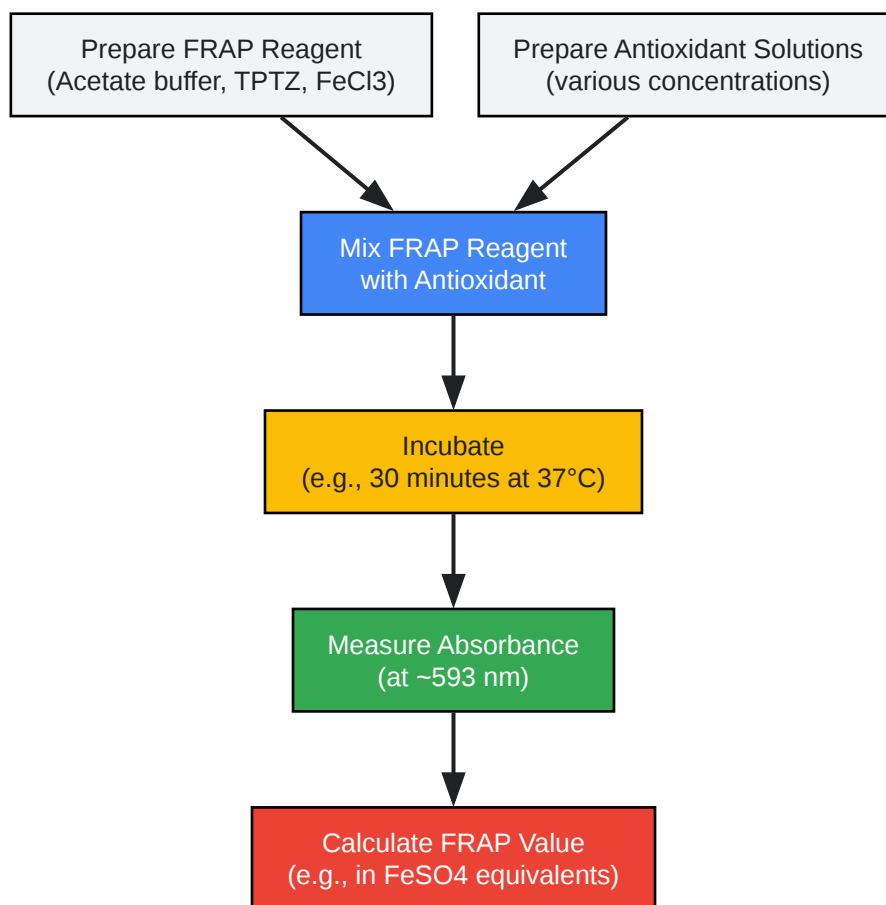 Prepare FRAP Reagent
(Acetate buffer, TPTZ, FeCl3)
Prepare Antioxidant Solutions
(various concentrations)
Mix FRAP Reagent
with Antioxidant
Incubate
(e.g., 30 minutes at 37°C)
Measure Absorbance
(at ~593 nm)
Calculate FRAP Value
(e.g., in FeSO4 equivalents)